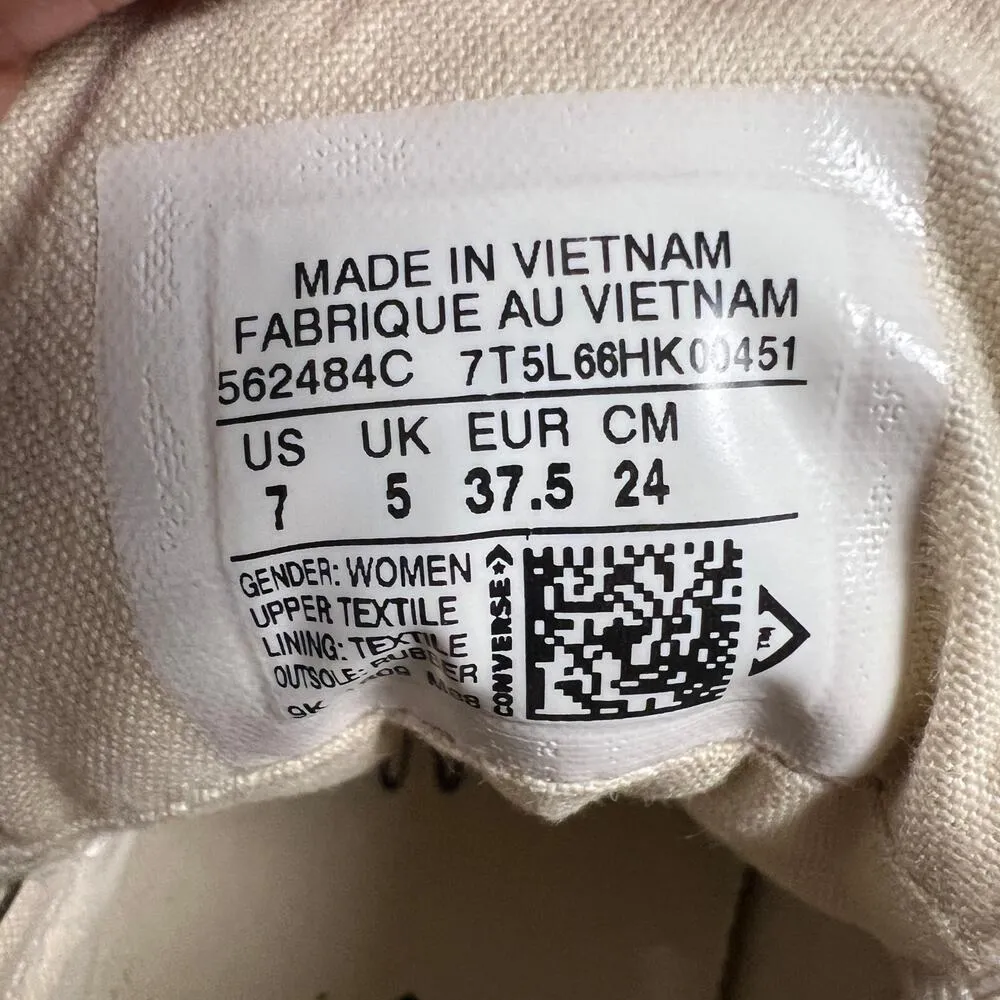 MADE IN VIETNAM
FABRIQUE AU VIETNAM
562484C 7T5L66HK00451
US UK EUR CM
7 5 37.5 24
GENDER: WOMEN
UPPER TEXTILE
LINING: TEXTILE
OUTSOLE: RUBBER
9K
CONVERSE